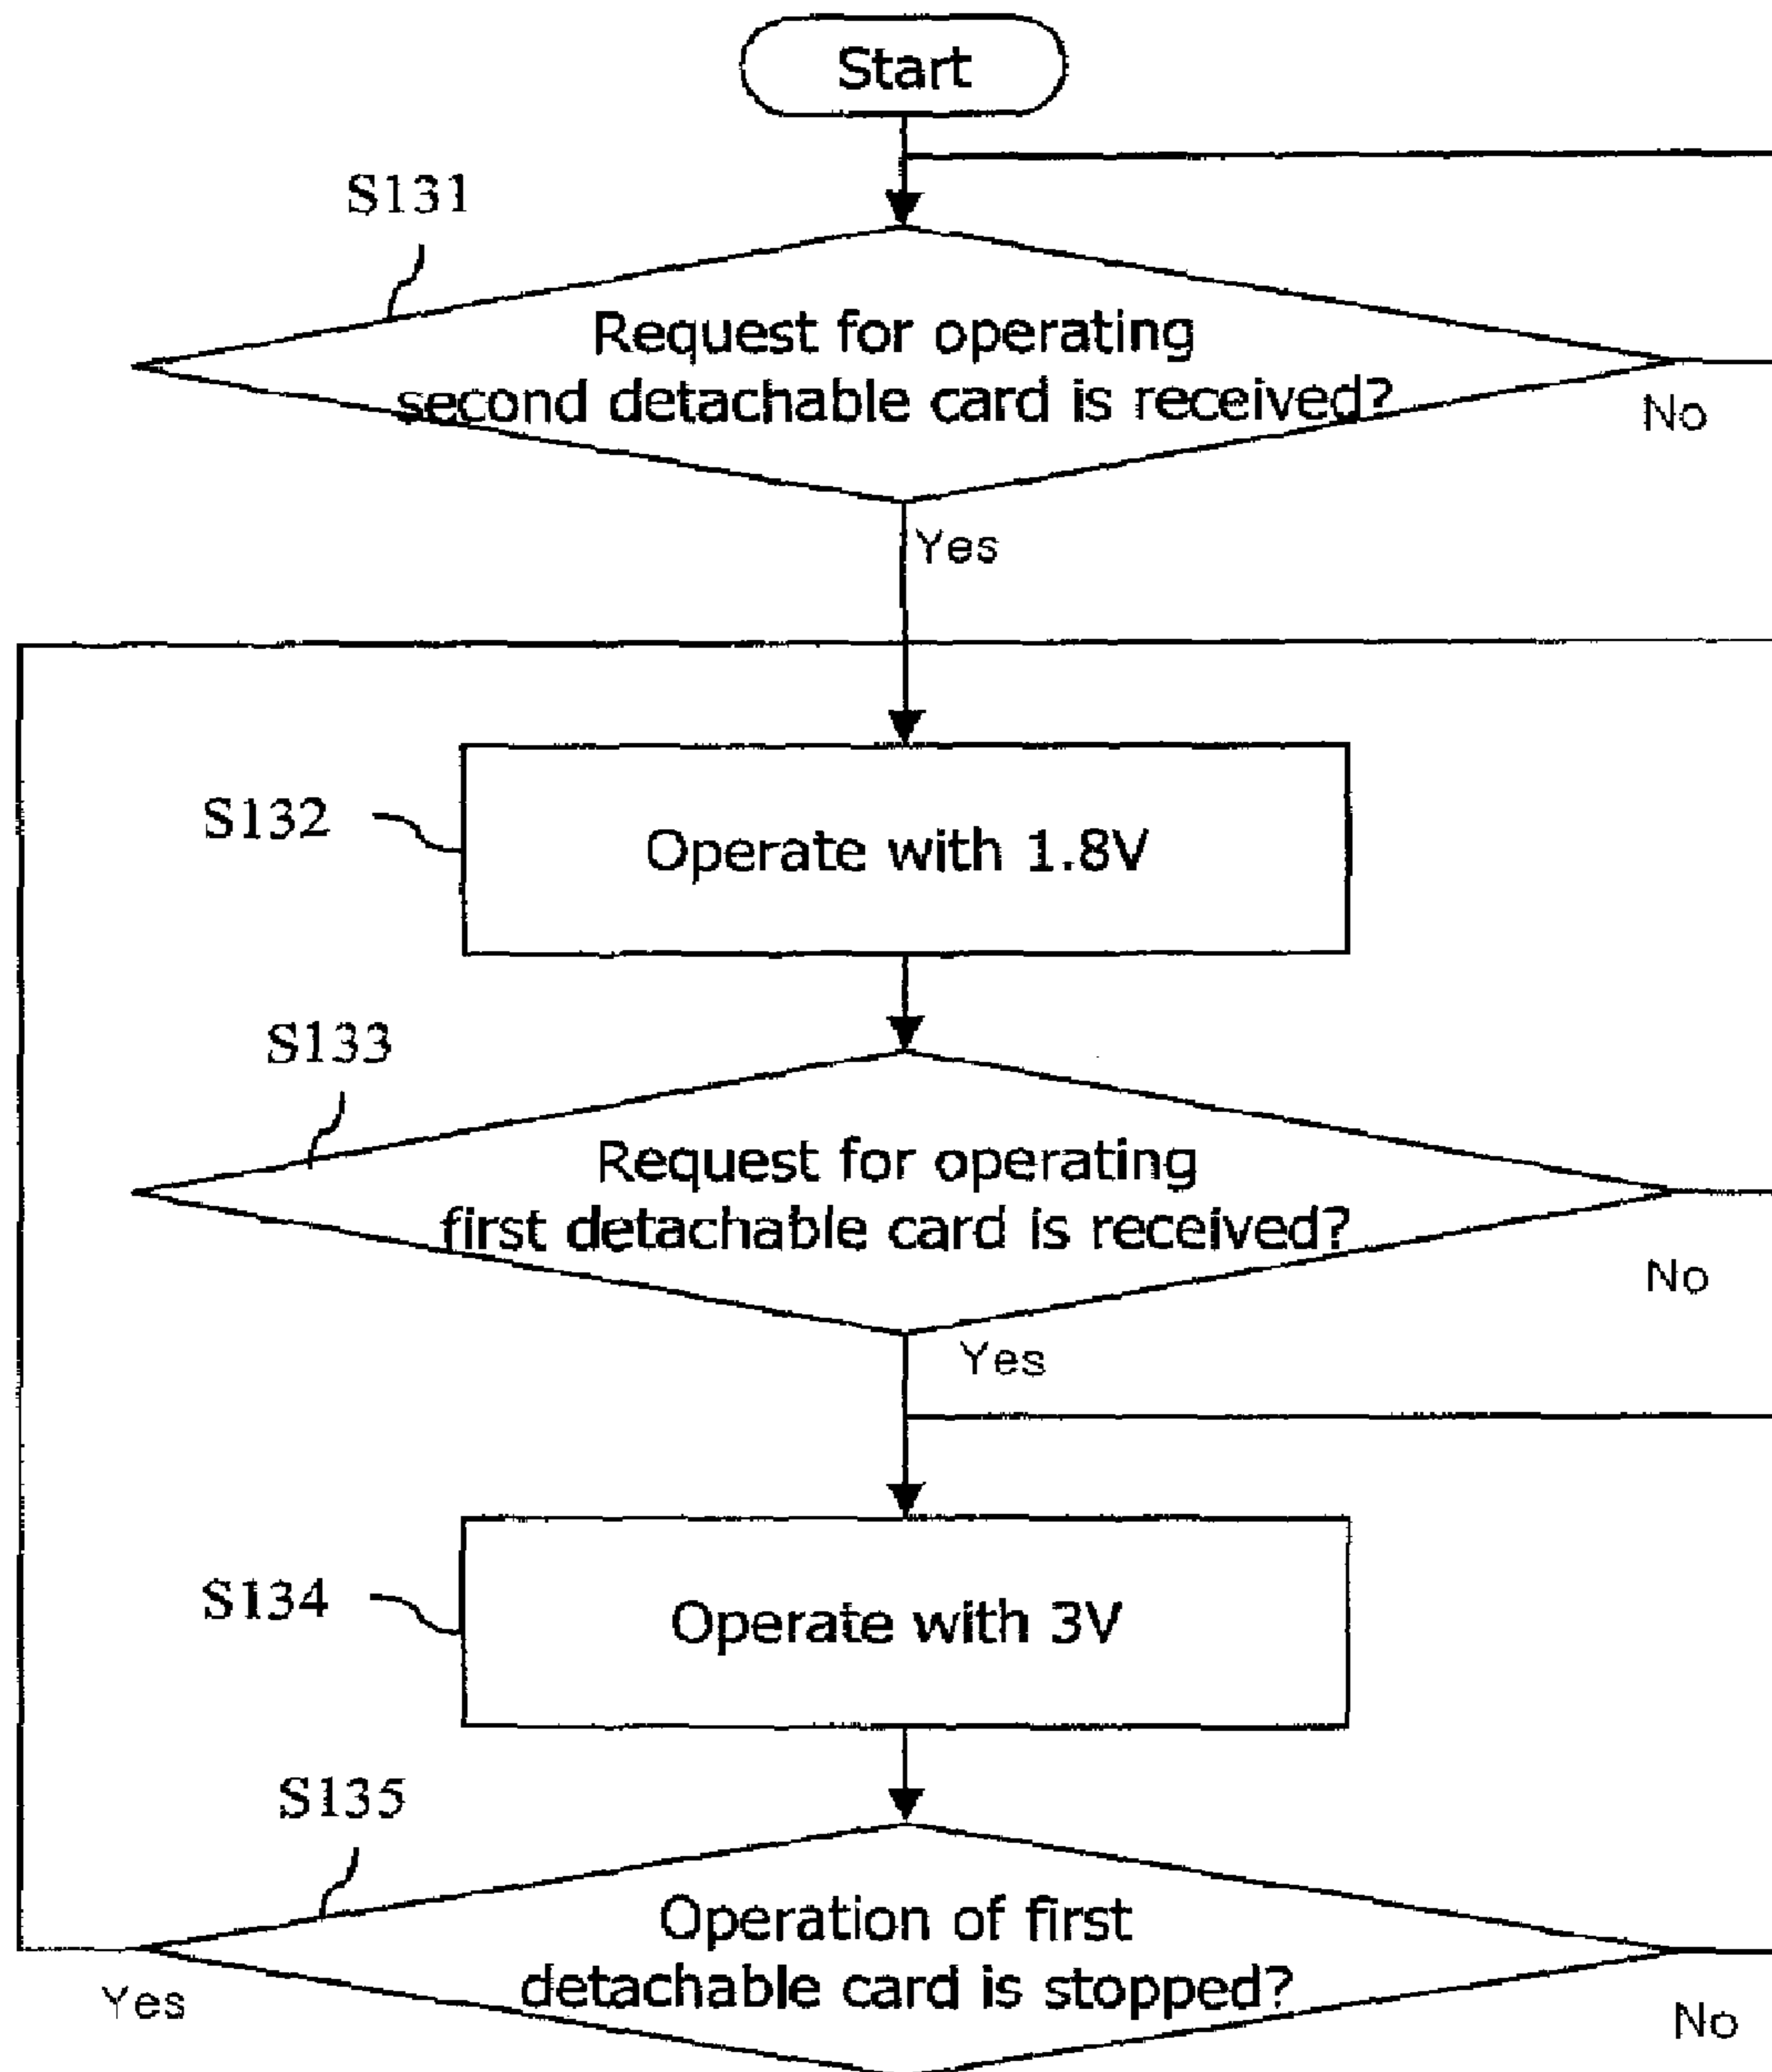 Start
S131
Request for operating
second detachable card is received?
No
Yes
S132
Operate with 1.8V
S133
Request for operating
first detachable card is received?
No
Yes
S134
Operate with 3V
S135
Operation of first
detachable card is stopped?
Yes
No